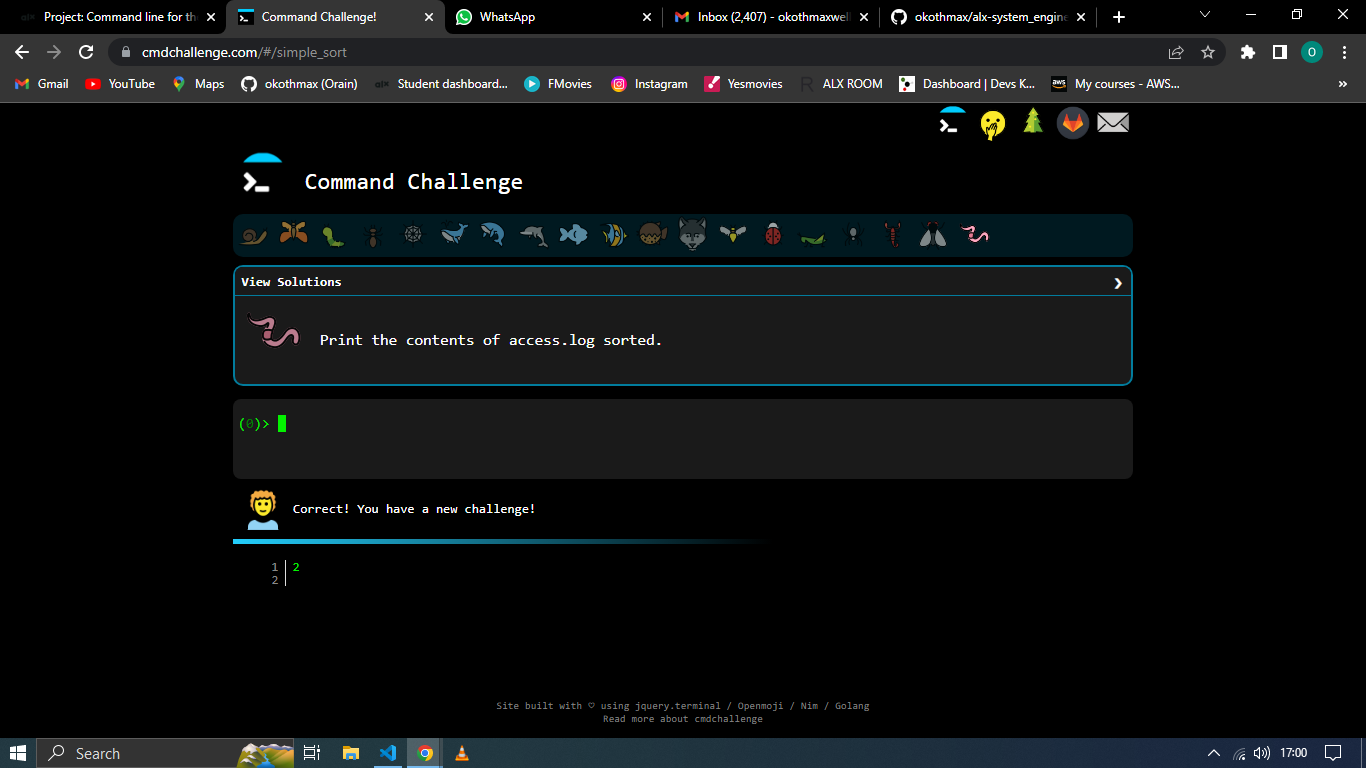 Project: Command line for th
Command Challenge!
WhatsApp
Inbox (2,407) - okothmaxwell
okothmax/alx-system_engine
cmdchallenge.com/#/simple_sort
Gmail
YouTube
Maps
okothmax (Orain)
Student dashboard...
FMovies
Instagram
Yesmovies
ALX ROOM
Dashboard | Devs K...
My courses - AWS...
»
Command Challenge
View Solutions
Print the contents of access.log sorted.
(0)>
Correct! You have a new challenge!
1 2
2
Site built with ♡ using jquery.terminal / Openmoji / Nim / Golang
Read more about cmdchallenge
Search
17:00